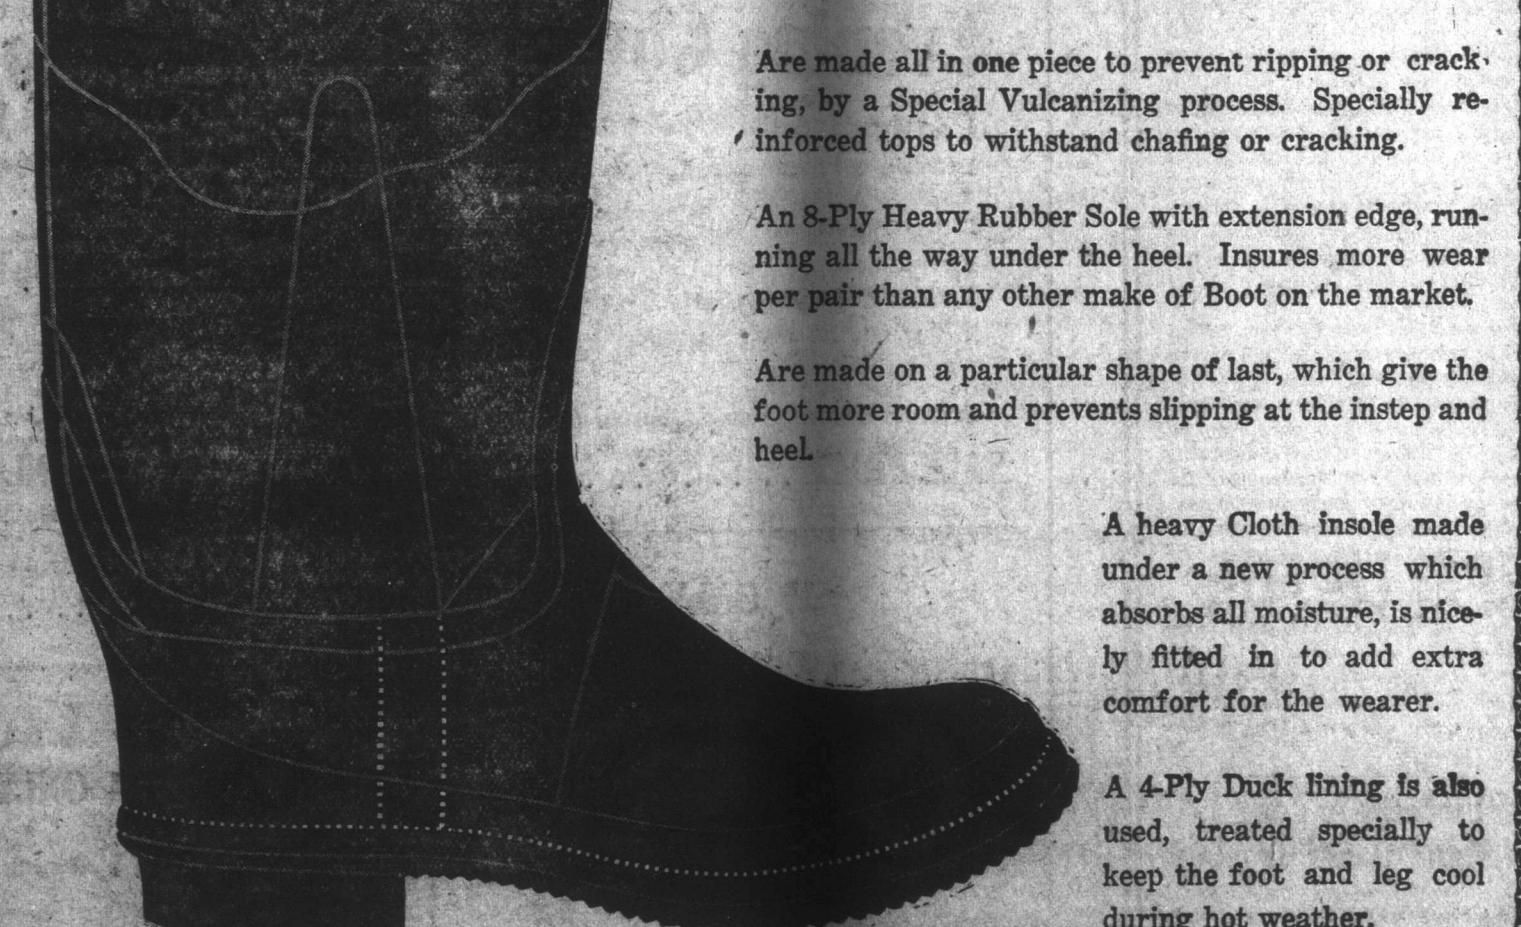 Are made all in one piece to prevent ripping or crack-
ing, by a Special Vulcanizing process. Specially re-
inforced tops to withstand chafing or cracking.
An 8-Ply Heavy Rubber Sole with extension edge, run-
ning all the way under the heel. Insures more wear
per pair than any other make of Boot on the market.
Are made on a particular shape of last, which give the
foot more room and prevents slipping at the instep and
heel.
A heavy Cloth insole made
under a new process which
absorbs all moisture, is nice-
ly fitted in to add extra
comfort for the wearer.
A 4-Ply Duck lining is also
used, treated specially to
keep the foot and leg cool
during hot weather.